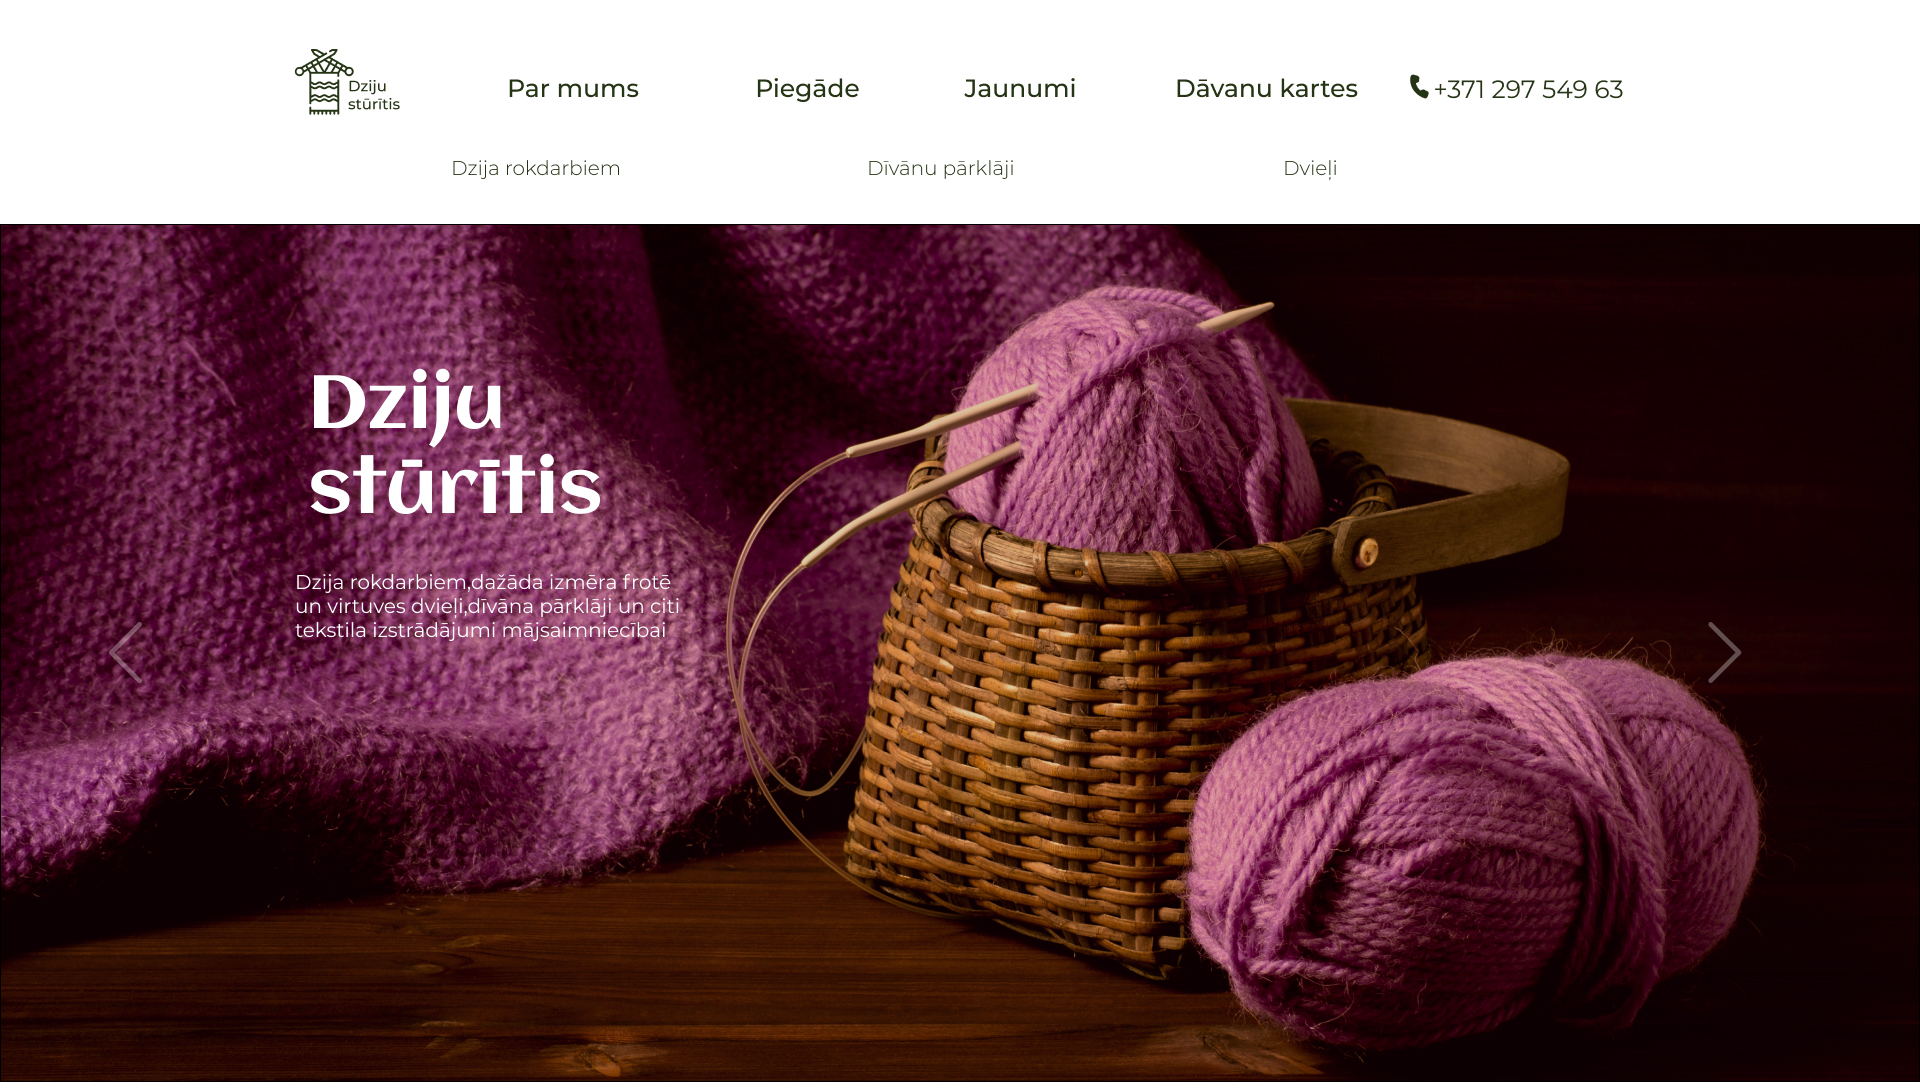 Dziju
stūrītis
Par mums
Piegāde
Jaunumi
Dāvanu kartes
+371 297 549 63
Dzija rokdarbiem
Dīvānu pārklāji
Dvieļi
Dziju
stūrītis
Dzija rokdarbiem,dažāda izmēra frotē
un virtuves dvieļi,dīvāna pārklāji un citi
tekstila izstrādājumi mājsaimniecībai